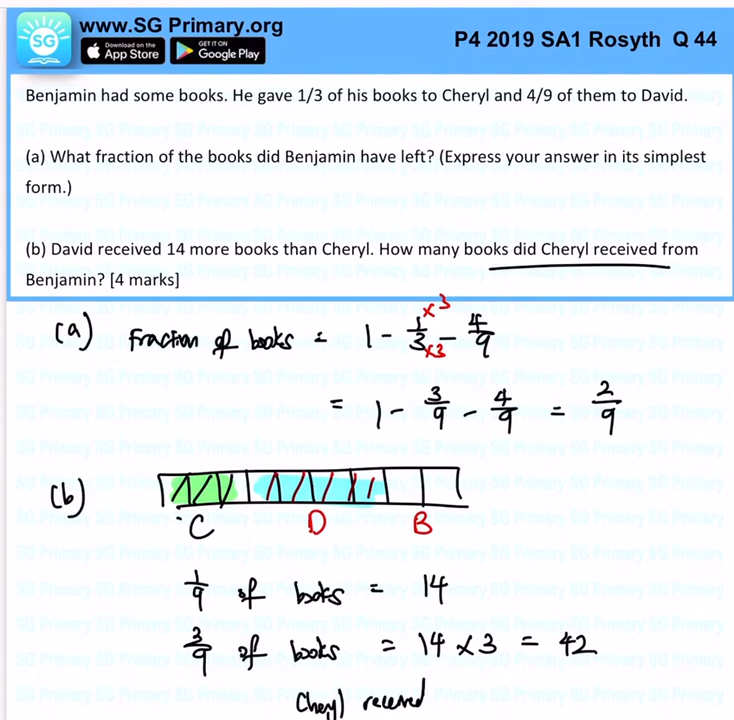 www.SG Primary.org
SG
Download on the
App Store
GET IT ON
Google Play
P4 2019 SA1 Rosyth Q 44
Benjamin had some books. He gave 1/3 of his books to Cheryl and 4/9 of them to David.
(a) What fraction of the books did Benjamin have left? (Express your answer in its simplest
form.)
(b) David received 14 more books than Cheryl. How many books did Cheryl received from
Benjamin? [4 marks]
(a) Fraction of books = 1 - 1/3 - 4/9
×3
×3
= 1 - 3/9 - 4/9 = 2/9
(b)
C D B
1/9 of books = 14
3/9 of books = 14 × 3 = 42
Cheryl received